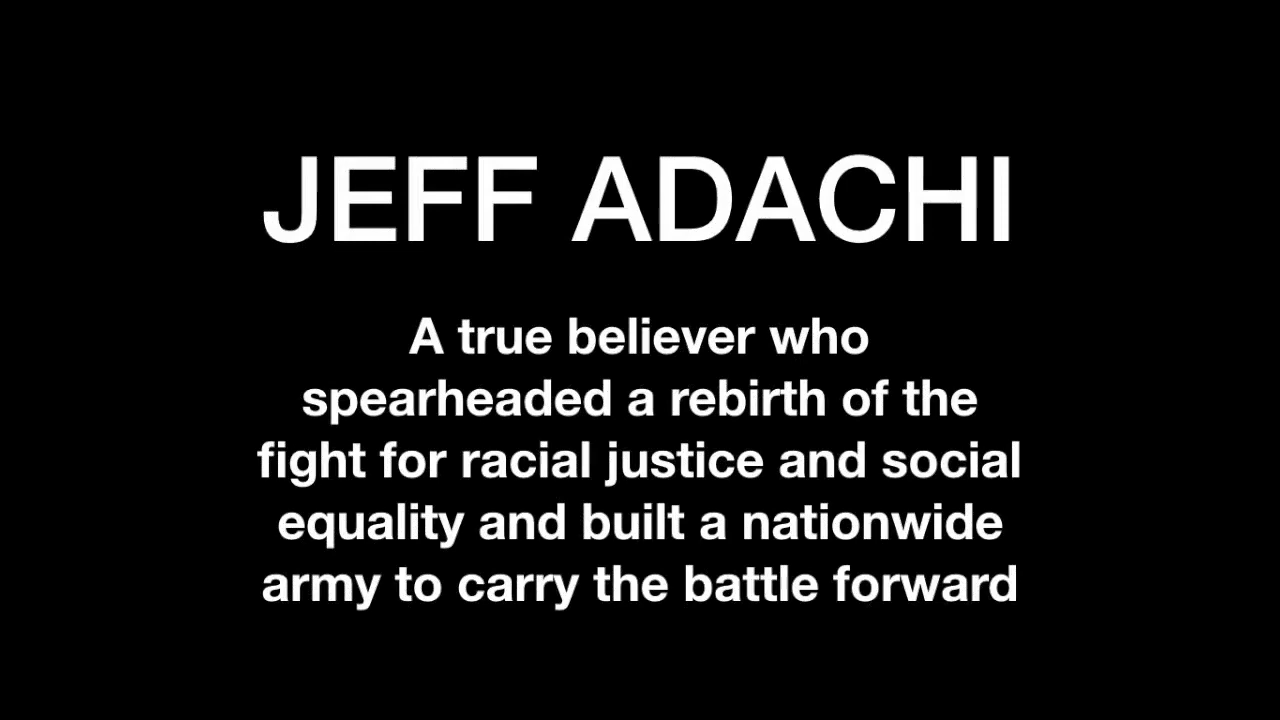 JEFF ADACHI
A true believer who
spearheaded a rebirth of the
fight for racial justice and social
equality and built a nationwide
army to carry the battle forward